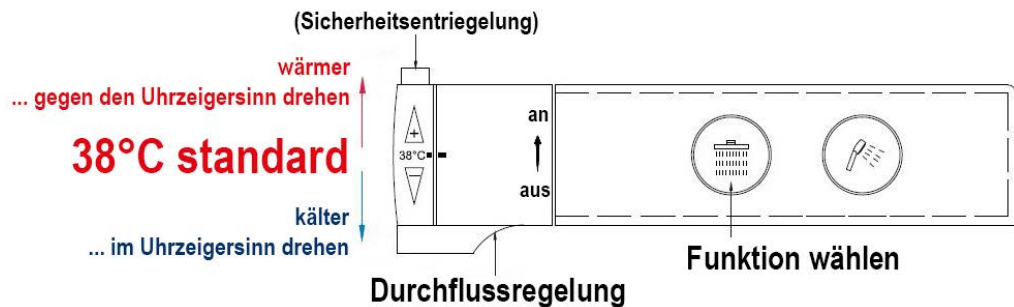 (Sicherheitsentriegelung)
wärmer
... gegen den Uhrzeigersinn drehen
38°C standard
kälter
... im Uhrzeigersinn drehen
+
38°C
−
an
aus
Funktion wählen
Durchflussregelung